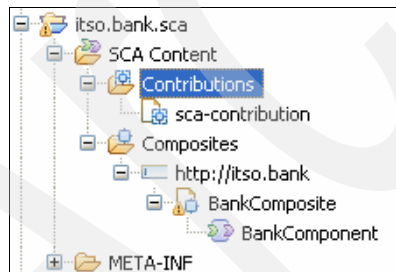 itso.bank.sca
SCA Content
Contributions
sca-contribution
Composites
http://itso.bank
BankComposite
BankComponent
META-INF